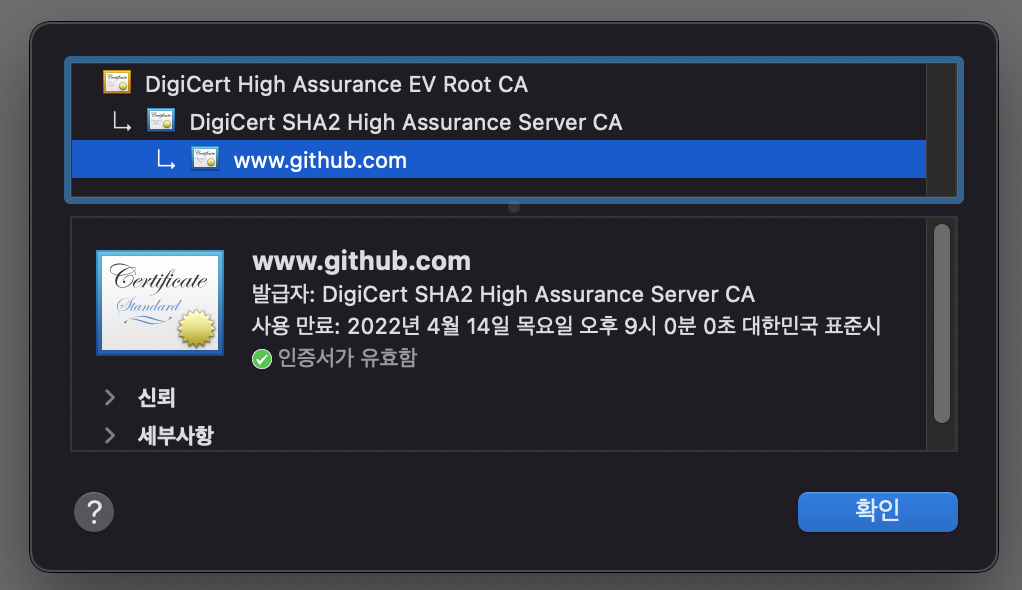 DigiCert High Assurance EV Root CA
DigiCert SHA2 High Assurance Server CA
www.github.com
Certificate
Standard
www.github.com
발급자: DigiCert SHA2 High Assurance Server CA
사용 만료: 2022년 4월 14일 목요일 오후 9시 0분 0초 대한민국 표준시
인증서가 유효함
신뢰
세부사항
?
확인